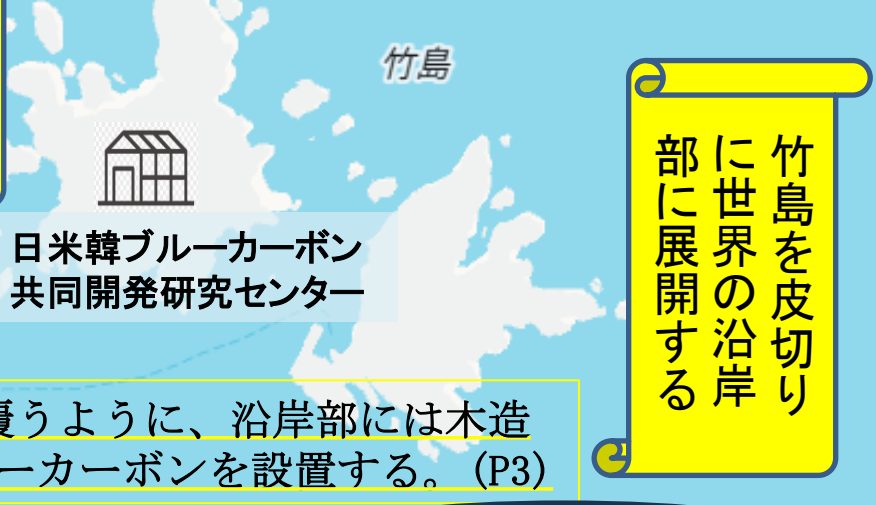 竹島
竹島を皮切り
に世界の沿岸
部に展開する
日米韓ブルーカーボン
共同開発研究センター
覆うように、沿岸部には木造
ーカーボンを設置する。(P3)